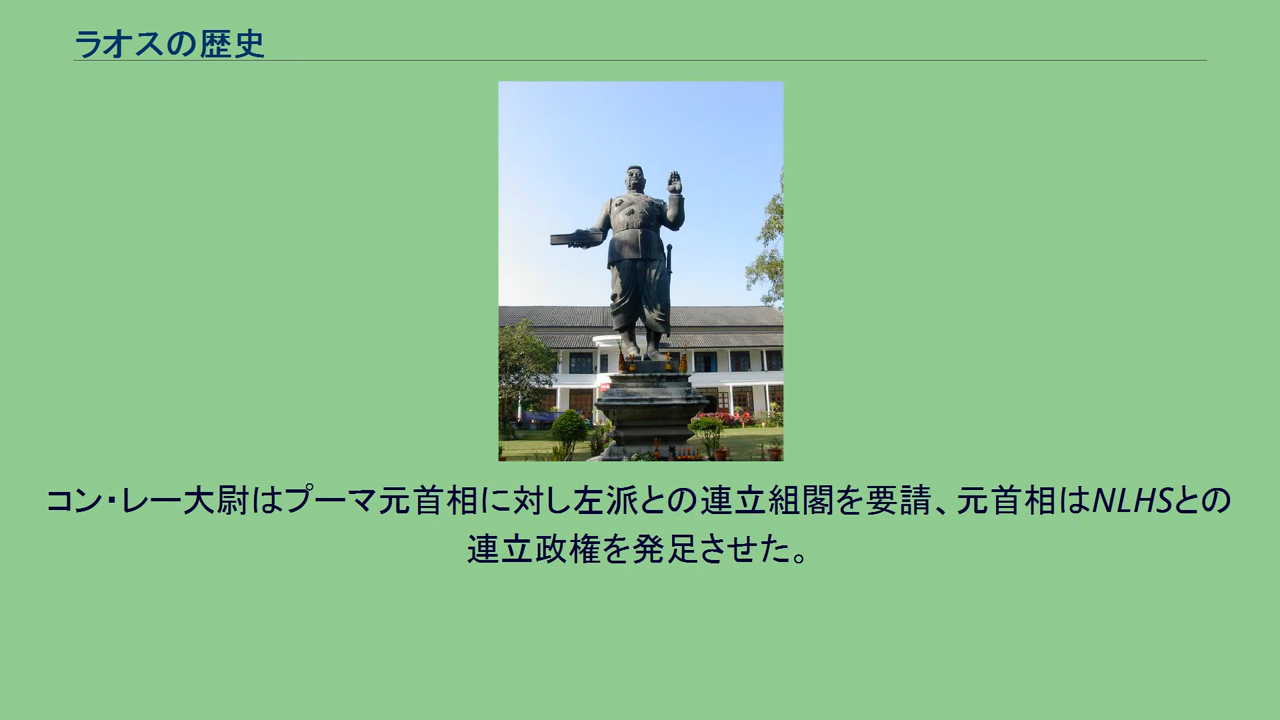 ラオスの歴史
コン・レー大尉はプーマ元首相に対し左派との連立組閣を要請、元首相はNLHSとの
連立政権を発足させた。